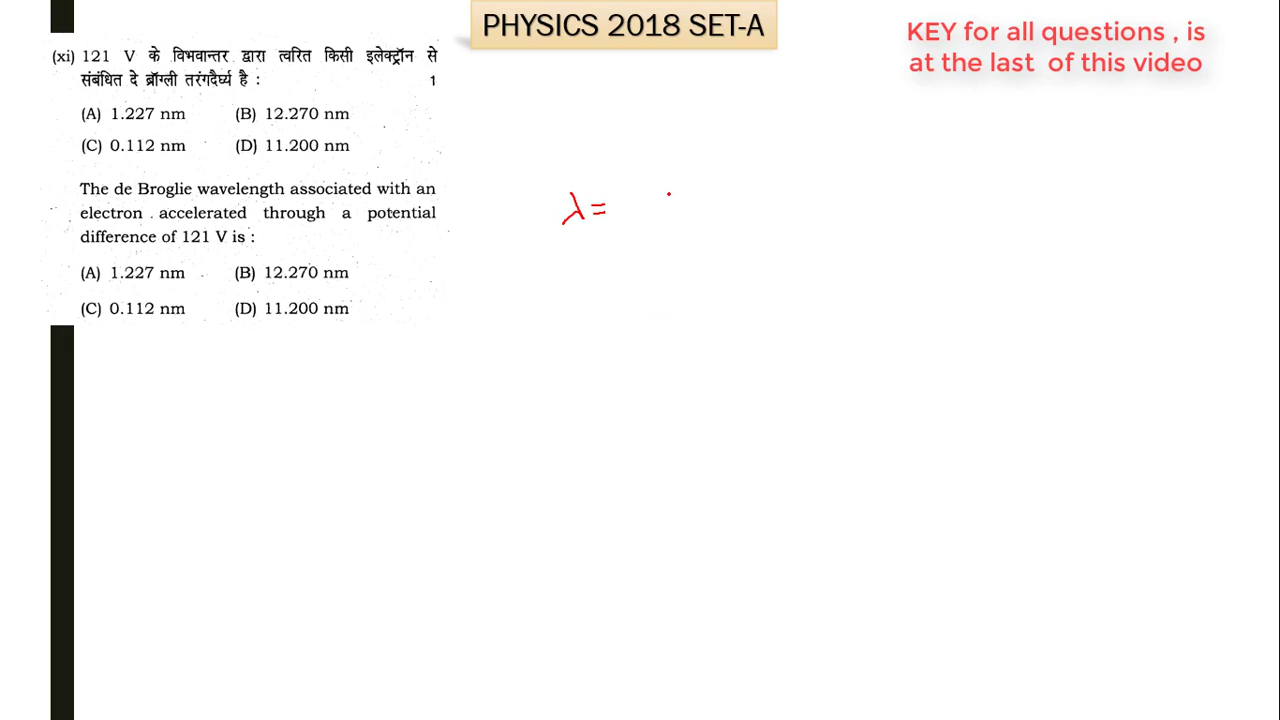 PHYSICS 2018 SET-A
KEY for all questions , is
at the last of this video
(xi) 121 V के विभवान्तर द्वारा त्वरित किसी इलेक्ट्रॉन से
संबंधित दे ब्रॉग्ली तरंगदैर्ध्य है : 1
(A) 1.227 nm (B) 12.270 nm
(C) 0.112 nm (D) 11.200 nm
The de Broglie wavelength associated with an
electron accelerated through a potential
difference of 121 V is :
(A) 1.227 nm (B) 12.270 nm
(C) 0.112 nm (D) 11.200 nm
λ =